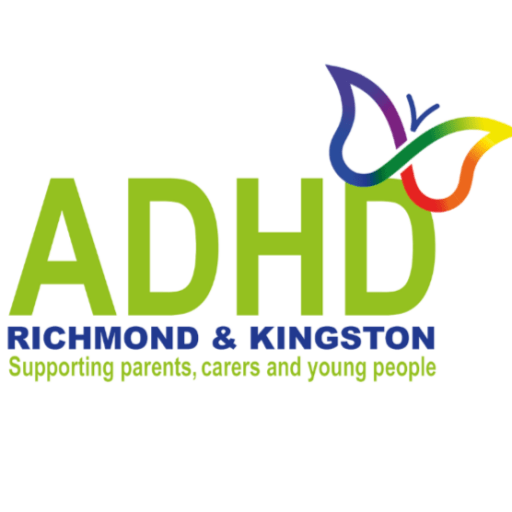 ADHD
RICHMOND & KINGSTON
Supporting parents, carers and young people